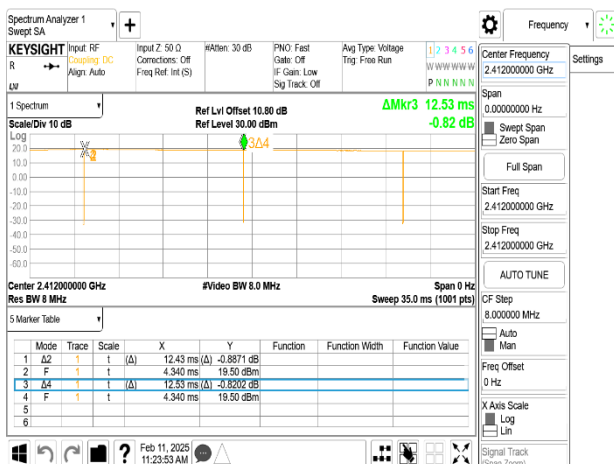 Spectrum Analyzer 1
Swept SA
+
Frequency
KEYSIGHT
R
Input: RF
Coupling: DC
Align: Auto
Input Z: 50 Ω
Corrections: Off
Freq Ref: Int (S)
#Atten: 30 dB
PNO: Fast
Gate: Off
IF Gain: Low
Sig Track: Off
Avg Type: Voltage
Trig: Free Run
1 2 3 4 5 6
W W W W W W
P N N N N N
1 Spectrum
Scale/Div 10 dB
Ref Lvl Offset 10.80 dB
Ref Level 30.00 dBm
ΔMkr3 12.53 ms
-0.82 dB
Log
20.0
10.0
0.00
-10.0
-20.0
-30.0
-40.0
-50.0
-60.0
3Δ4
Center 2.412000000 GHz
Res BW 8 MHz
#Video BW 8.0 MHz
Span 0 Hz
Sweep 35.0 ms (1001 pts)
5 Marker Table
Mode Trace Scale X Y Function Function Width Function Value
1 Δ2 1 t (Δ) 12.43 ms (Δ) -0.8871 dB
2 F 1 t 4.340 ms 19.50 dBm
3 Δ4 1 t (Δ) 12.53 ms (Δ) -0.8202 dB
4 F 1 t 4.340 ms 19.50 dBm
5
6
?
Feb 11, 2025
11:23:53 AM
Center Frequency
2.412000000 GHz
Span
0.00000000 Hz
Swept Span
Zero Span
Full Span
Start Freq
2.412000000 GHz
Stop Freq
2.412000000 GHz
AUTO TUNE
CF Step
8.000000 MHz
Auto
Man
Freq Offset
0 Hz
X Axis Scale
Log
Lin
Signal Track
(Span Zoom)
Settings